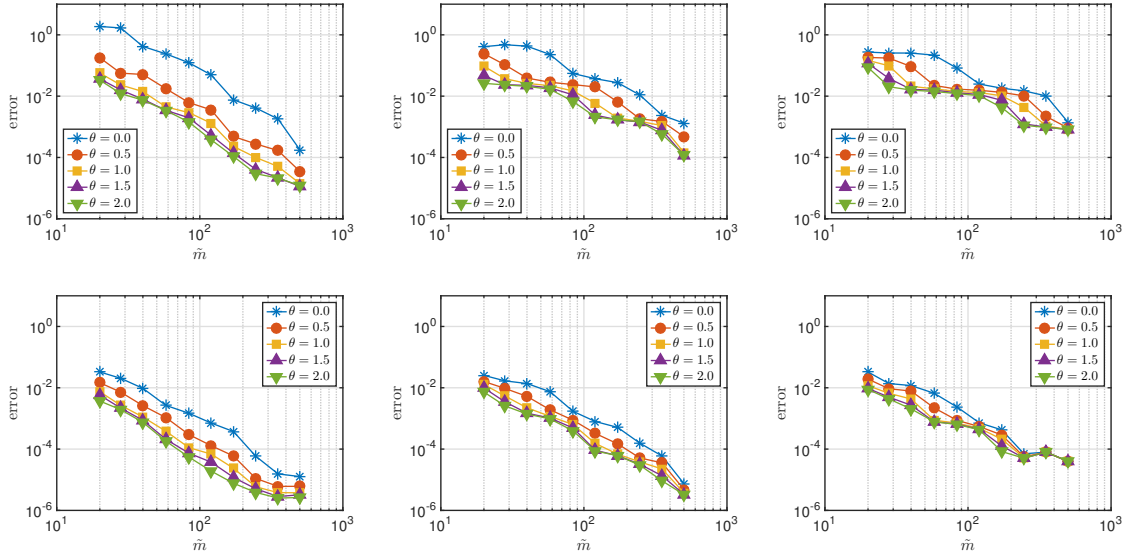 10^0
10^-2
10^-4
10^-6
error
θ = 0.0
θ = 0.5
θ = 1.0
θ = 1.5
θ = 2.0
10^1
10^2
10^3
m̃
10^0
10^-2
10^-4
10^-6
error
θ = 0.0
θ = 0.5
θ = 1.0
θ = 1.5
θ = 2.0
10^1
10^2
10^3
m̃
10^0
10^-2
10^-4
10^-6
error
θ = 0.0
θ = 0.5
θ = 1.0
θ = 1.5
θ = 2.0
10^1
10^2
10^3
m̃
10^0
10^-2
10^-4
10^-6
error
θ = 0.0
θ = 0.5
θ = 1.0
θ = 1.5
θ = 2.0
10^1
10^2
10^3
m̃
10^0
10^-2
10^-4
10^-6
error
θ = 0.0
θ = 0.5
θ = 1.0
θ = 1.5
θ = 2.0
10^1
10^2
10^3
m̃
10^0
10^-2
10^-4
10^-6
error
θ = 0.0
θ = 0.5
θ = 1.0
θ = 1.5
θ = 2.0
10^1
10^2
10^3
m̃